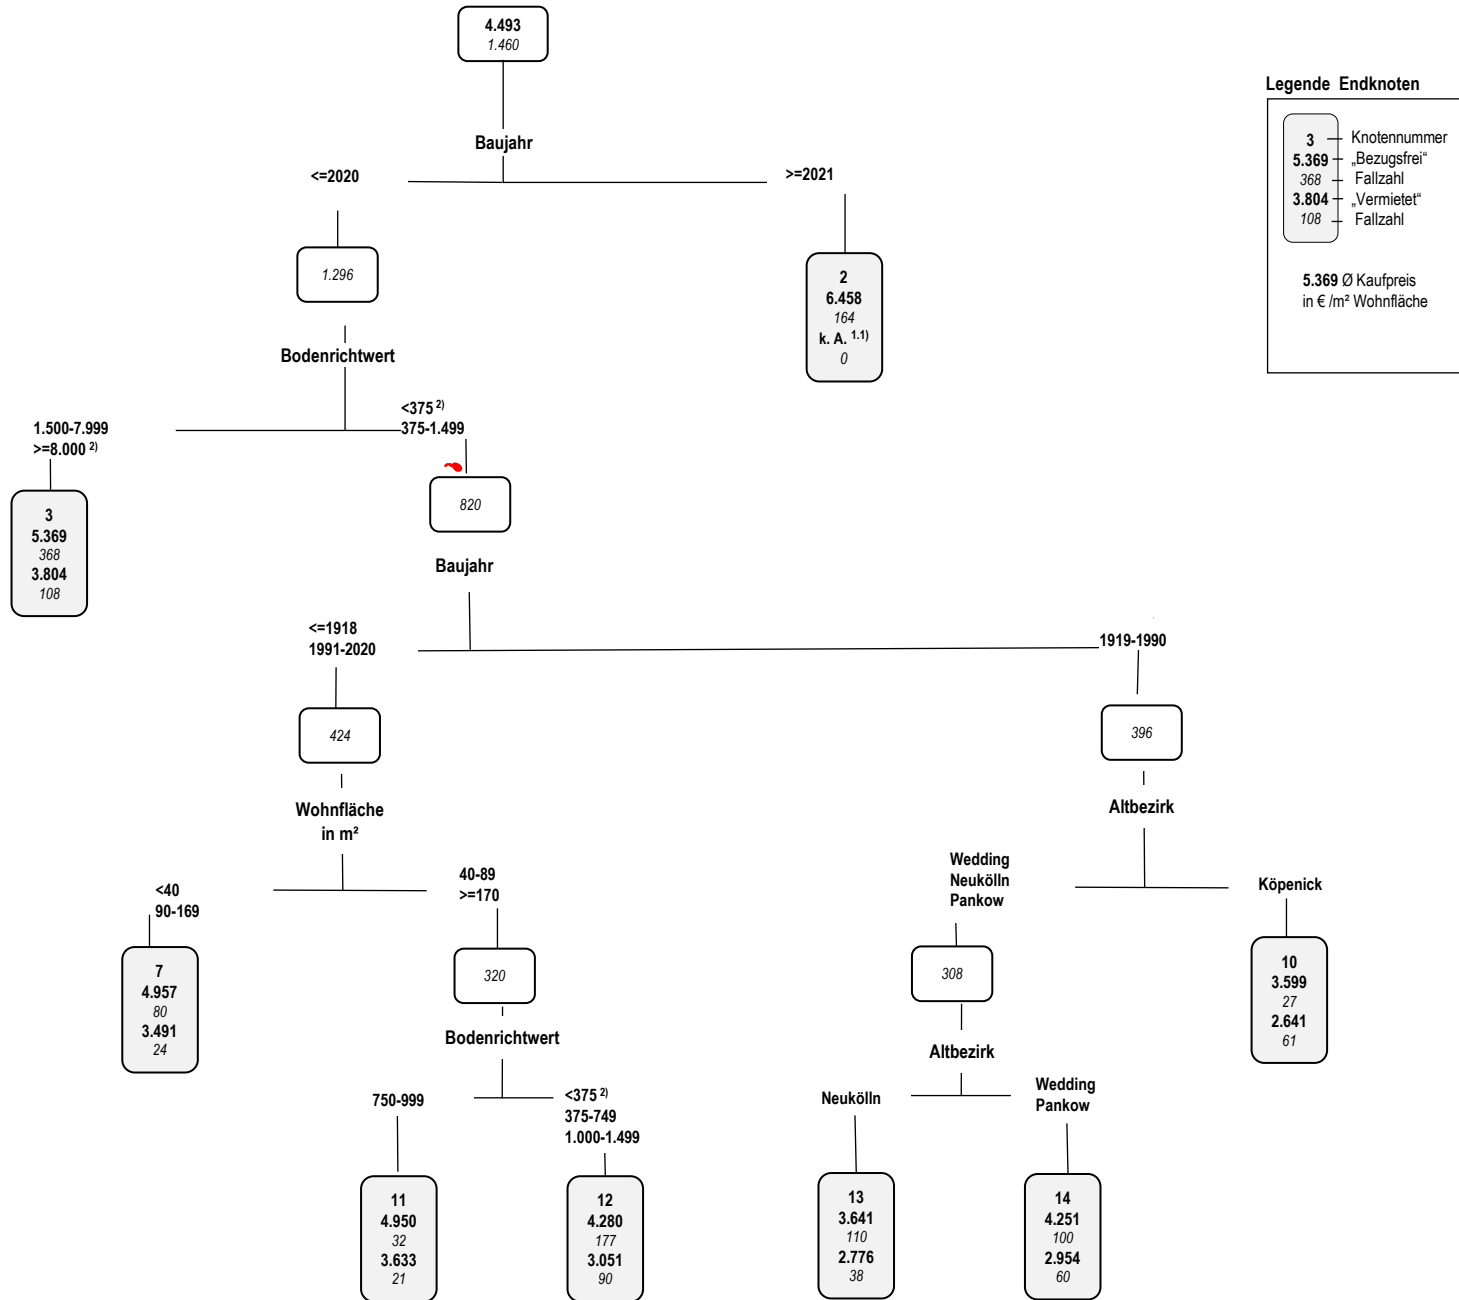 4.493
1.460
Legende Endknoten
3 Knotennummer
5.369 „Bezugsfrei“
368 Fallzahl
3.804 „Vermietet“
108 Fallzahl
5.369 Ø Kaufpreis
in € /m² Wohnfläche
Baujahr
<=2020
>=2021
1.296
2
6.458
164
k. A. 1.1)
0
Bodenrichtwert
1.500-7.999
>=8.000 2)
<375 2)
375-1.499
3
5.369
368
3.804
108
820
Baujahr
<=1918
1991-2020
1919-1990
424
396
Wohnfläche
in m²
Altbezirk
<40
90-169
40-89
>=170
Wedding
Neukölln
Pankow
Köpenick
7
4.957
80
3.491
24
320
308
10
3.599
27
2.641
61
Bodenrichtwert
Altbezirk
750-999
<375 2)
375-749
1.000-1.499
Neukölln
Wedding
Pankow
11
4.950
32
3.633
21
12
4.280
177
3.051
90
13
3.641
110
2.776
38
14
4.251
100
2.954
60